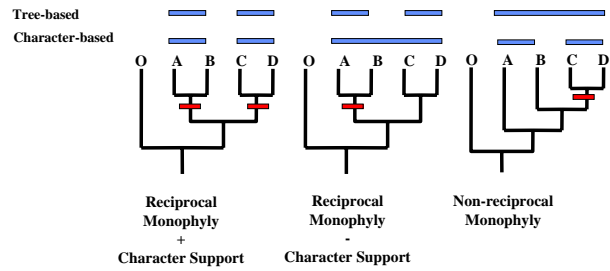 Tree-based
Character-based
O A B C D O A B C D O A B C D
Reciprocal Monophyly + Character Support
Reciprocal Monophyly - Character Support
Non-reciprocal Monophyly